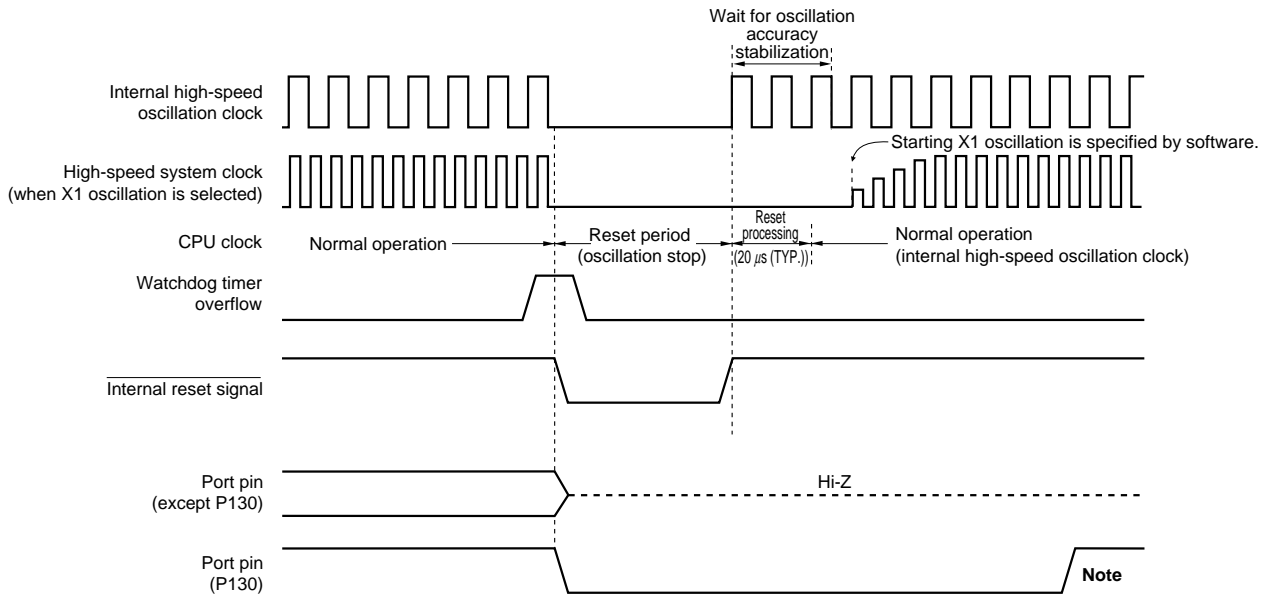 Wait for oscillation
accuracy
stabilization
Internal high-speed
oscillation clock
Starting X1 oscillation is specified by software.
High-speed system clock
(when X1 oscillation is selected)
CPU clock
Normal operation
Reset period
(oscillation stop)
Reset
processing
(20 μs (TYP.))
Normal operation
(internal high-speed oscillation clock)
Watchdog timer
overflow
Internal reset signal
Port pin
(except P130)
Hi-Z
Port pin
(P130)
Note